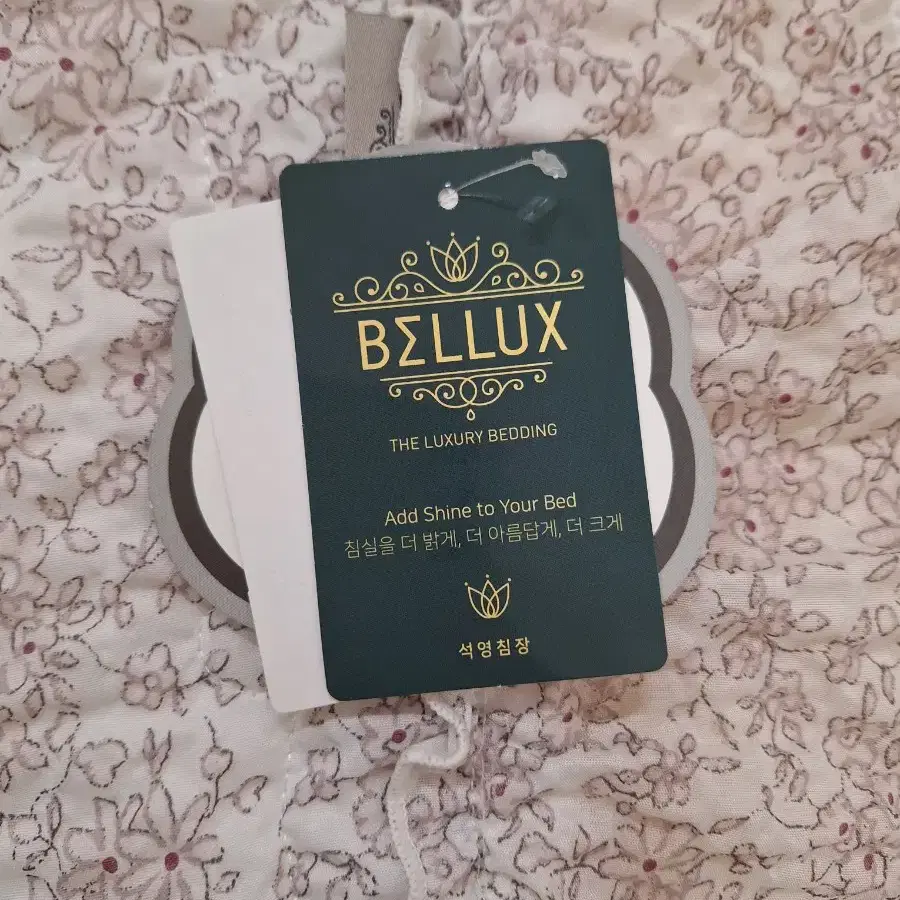 BΣLLUX
THE LUXURY BEDDING
Add Shine to Your Bed
침실을 더 밝게, 더 아름답게, 더 크게
석영침장